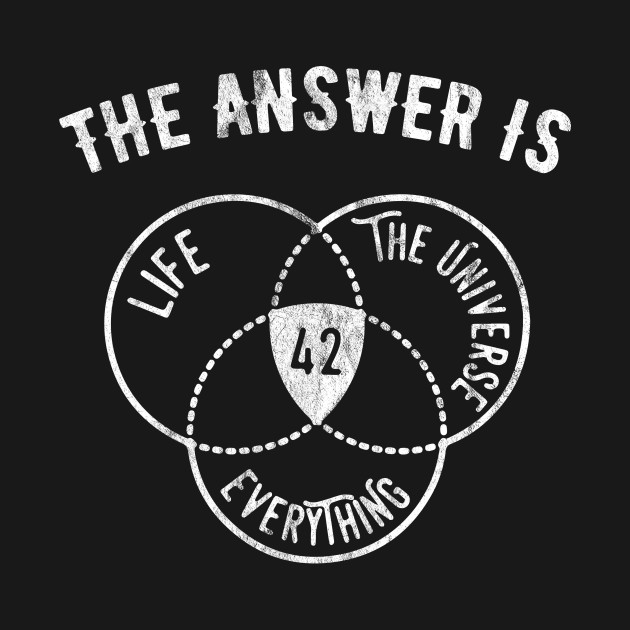 THE ANSWER IS
LIFE
THE UNIVERSE
42
EVERYTHING